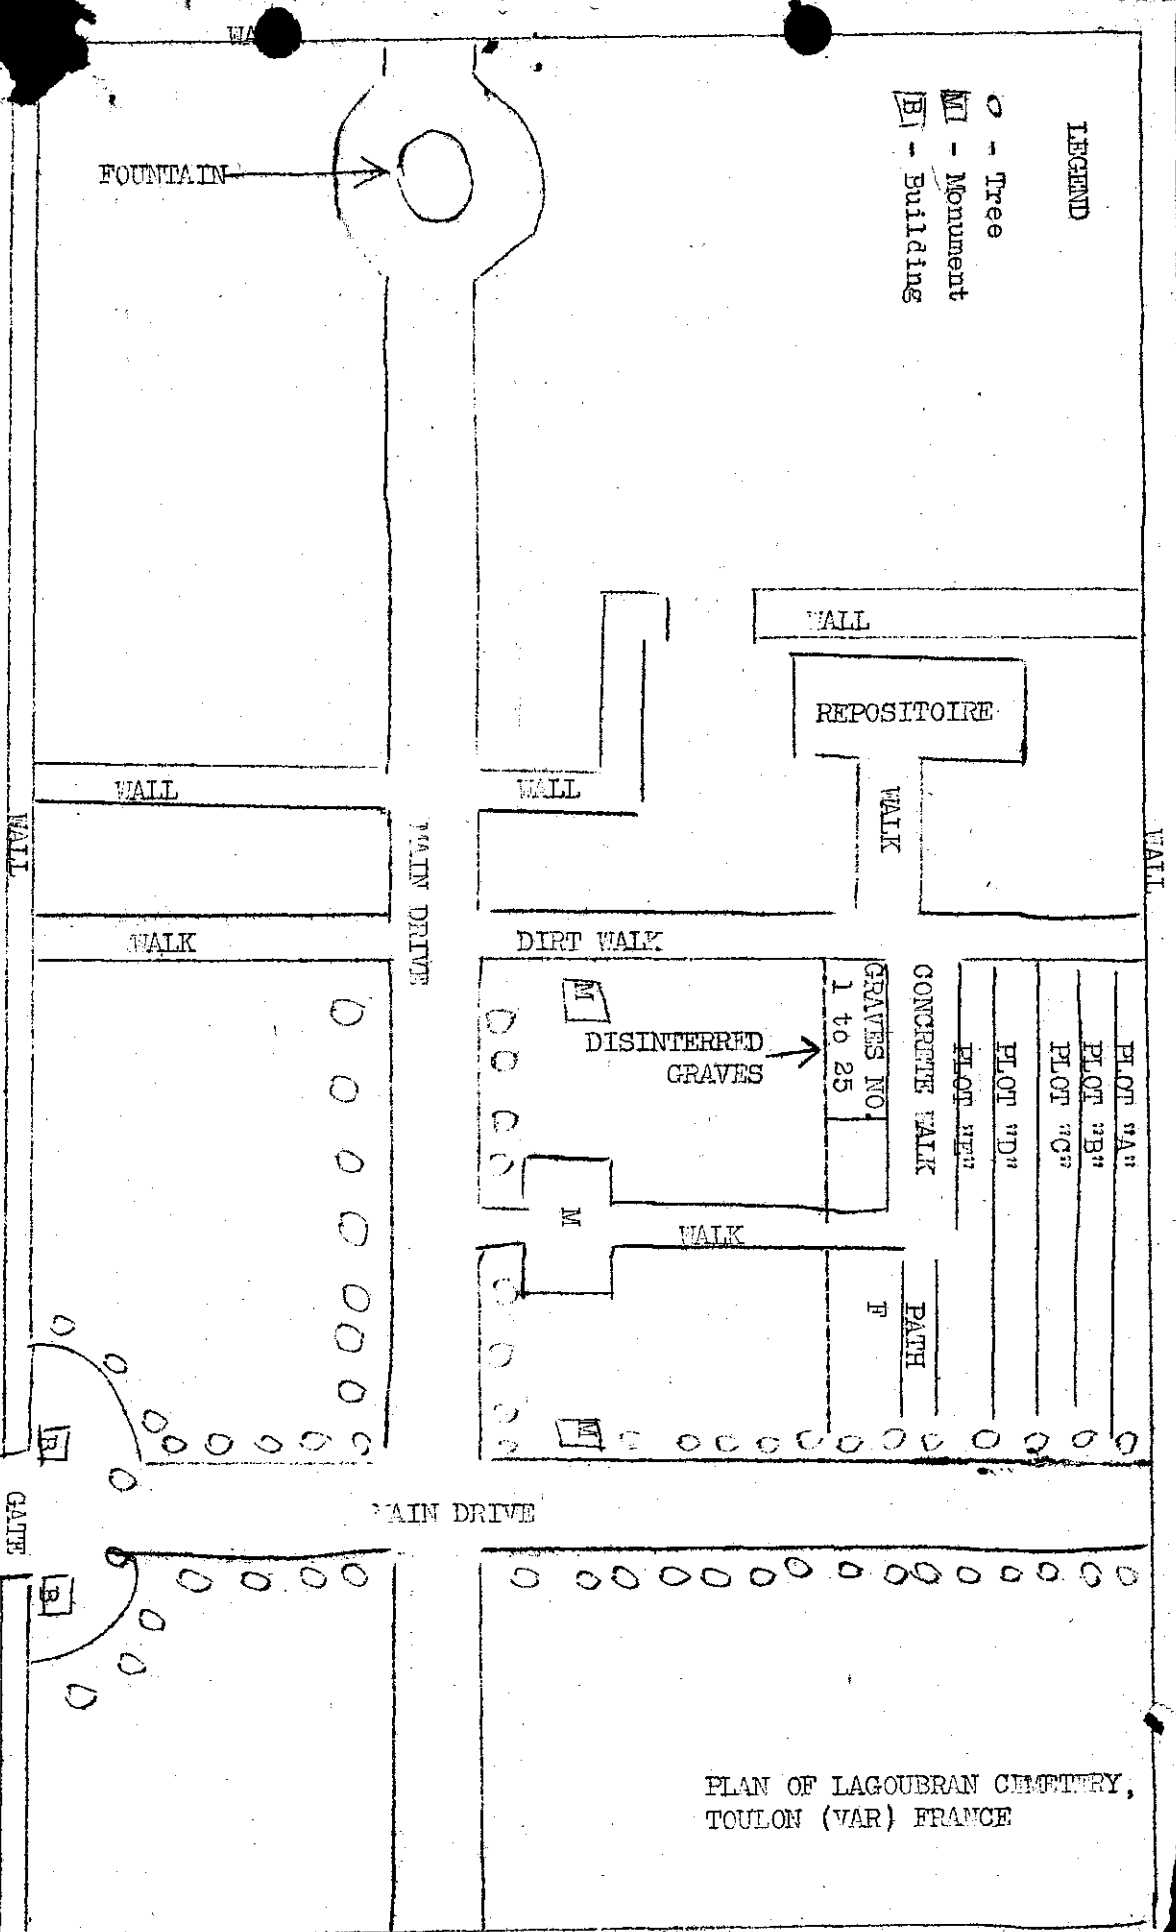 WA
LEGEND
O - Tree
M - Monument
B - Building
FOUNTAIN
WALL
REPOSITOIRE
WALL
WALL
WALK
WALL
WALL
MAIN DRIVE
WALK
DIRT WALK
M
DISINTERRED
GRAVES
GRAVES NO.
1 to 25
CONCRETE WALK
PLOT "E"
PLOT "D"
PLOT "C"
PLOT "B"
PLOT "A"
M
WALK
PATH
F
M
B
GATE
MAIN DRIVE
B
PLAN OF LAGOUBRAN CEMETERY,
TOULON (VAR) FRANCE